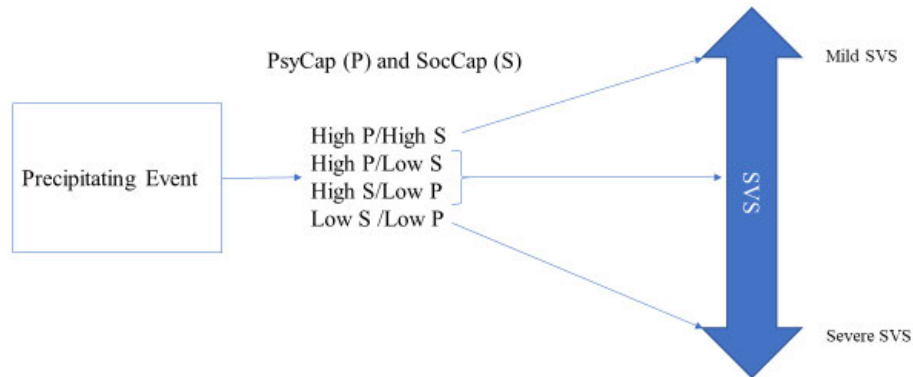 PsyCap (P) and SocCap (S)
Mild SVS
Precipitating Event
High P/High S
High P/Low S
High S/Low P
Low S /Low P
SVS
Severe SVS